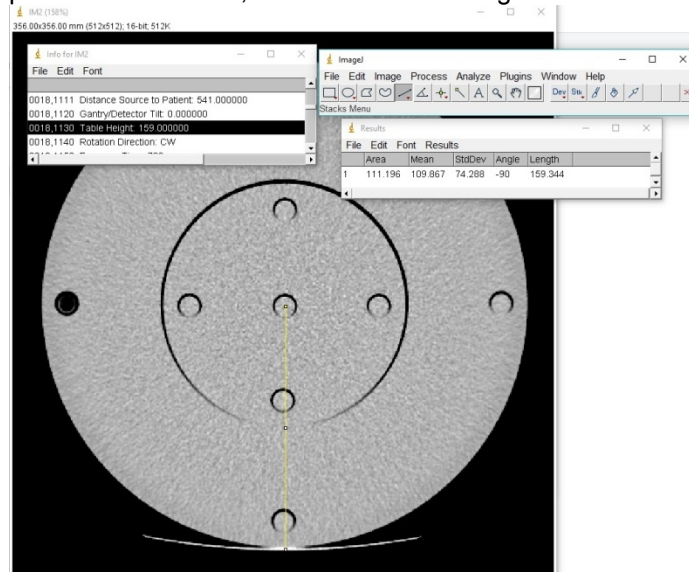 IM2 (158%)
356.00x356.00 mm (512x512); 16-bit; 512K
Info for IM2
File Edit Font
0018,1111 Distance Source to Patient: 541.000000
0018,1120 Gantry/Detector Tilt: 0.000000
0018,1130 Table Height: 159.000000
0018,1140 Rotation Direction: CW
ImageJ
File Edit Image Process Analyze Plugins Window Help
A Dev Stk
Stacks Menu
Results
File Edit Font Results
Area Mean StdDev Angle Length
1 111.196 109.867 74.288 -90 159.344